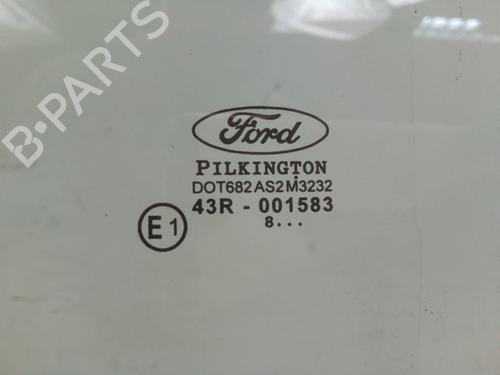 B-PARTS
Ford
PILKINGTON
DOT682 AS2 M3232
43R - 001583
E1
8...